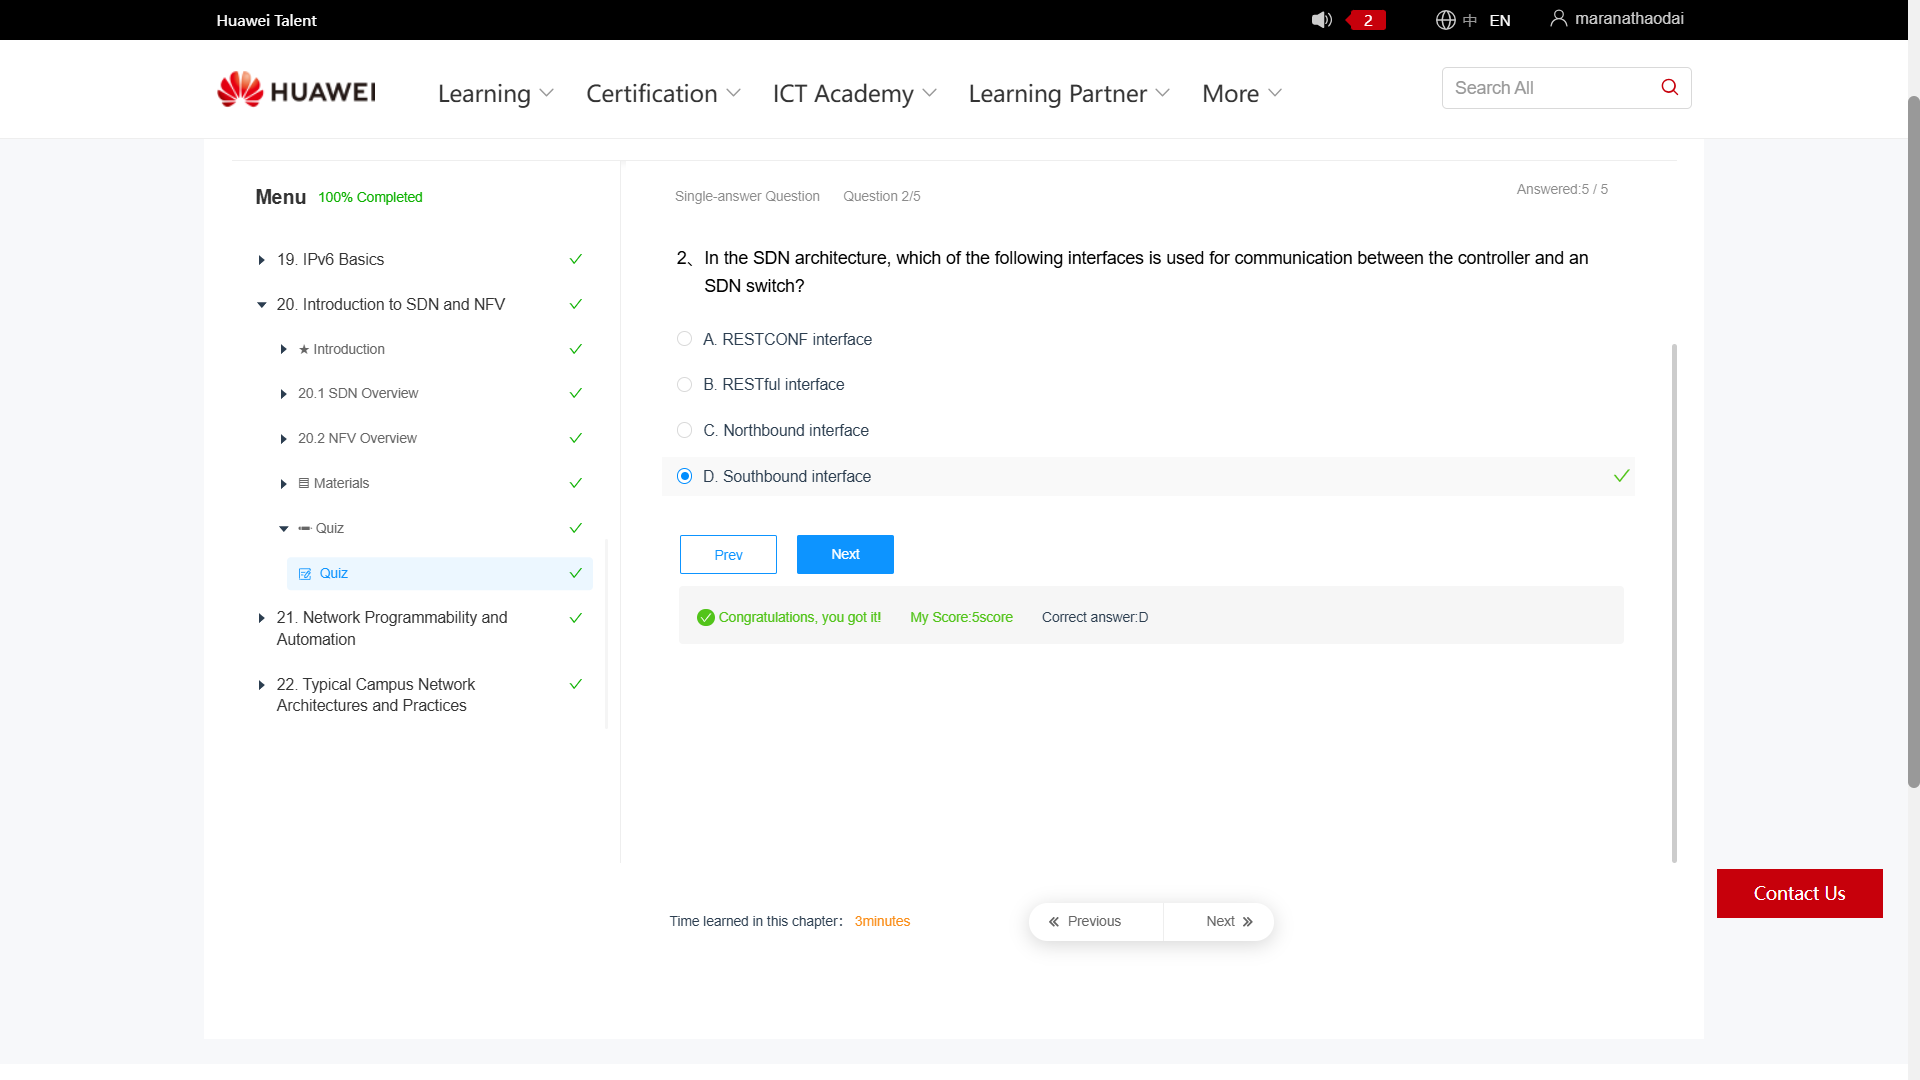 Huawei Talent
2
中 EN
maranathaodai
HUAWEI
Learning
Certification
ICT Academy
Learning Partner
More
Search All
Menu 100% Completed
19. IPv6 Basics
20. Introduction to SDN and NFV
★ Introduction
20.1 SDN Overview
20.2 NFV Overview
Materials
Quiz
Quiz
21. Network Programmability and
Automation
22. Typical Campus Network
Architectures and Practices
Single-answer Question Question 2/5
Answered:5 / 5
2、In the SDN architecture, which of the following interfaces is used for communication between the controller and an
SDN switch?
A. RESTCONF interface
B. RESTful interface
C. Northbound interface
D. Southbound interface
Prev
Next
Congratulations, you got it! My Score:5score Correct answer:D
Time learned in this chapter： 3minutes
« Previous
Next »
Contact Us